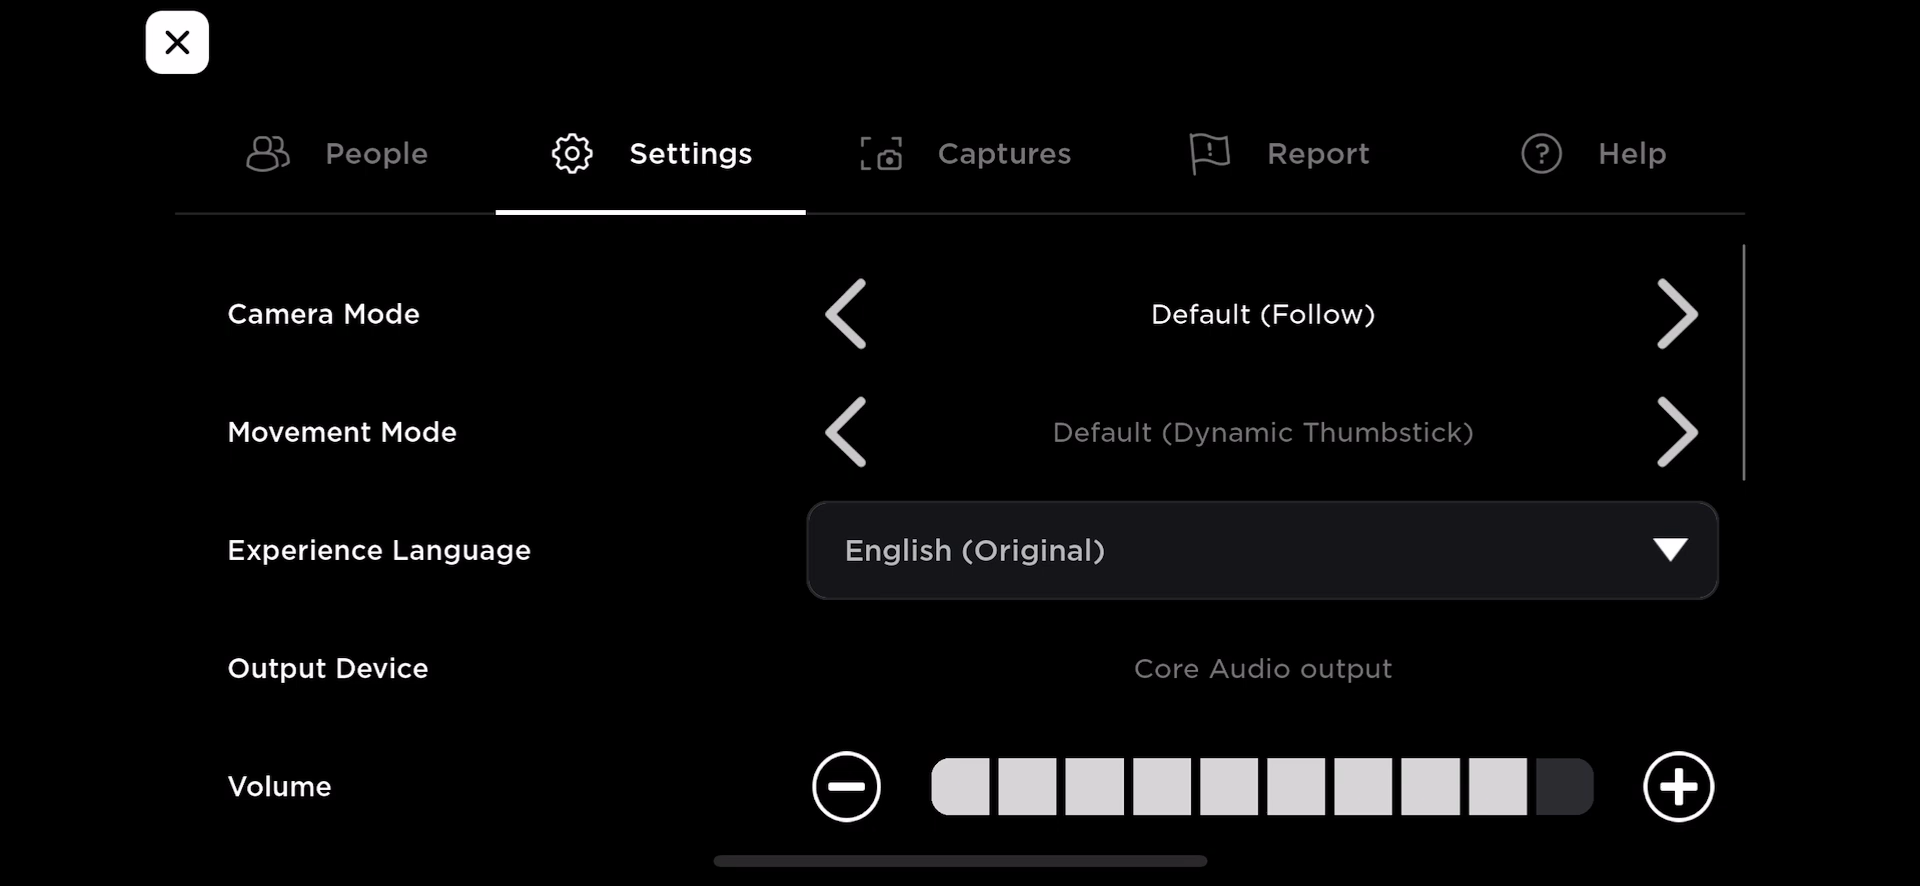 People
Settings
Captures
Report
Help
Camera Mode
Default (Follow)
Movement Mode
Default (Dynamic Thumbstick)
Experience Language
English (Original)
Output Device
Core Audio output
Volume